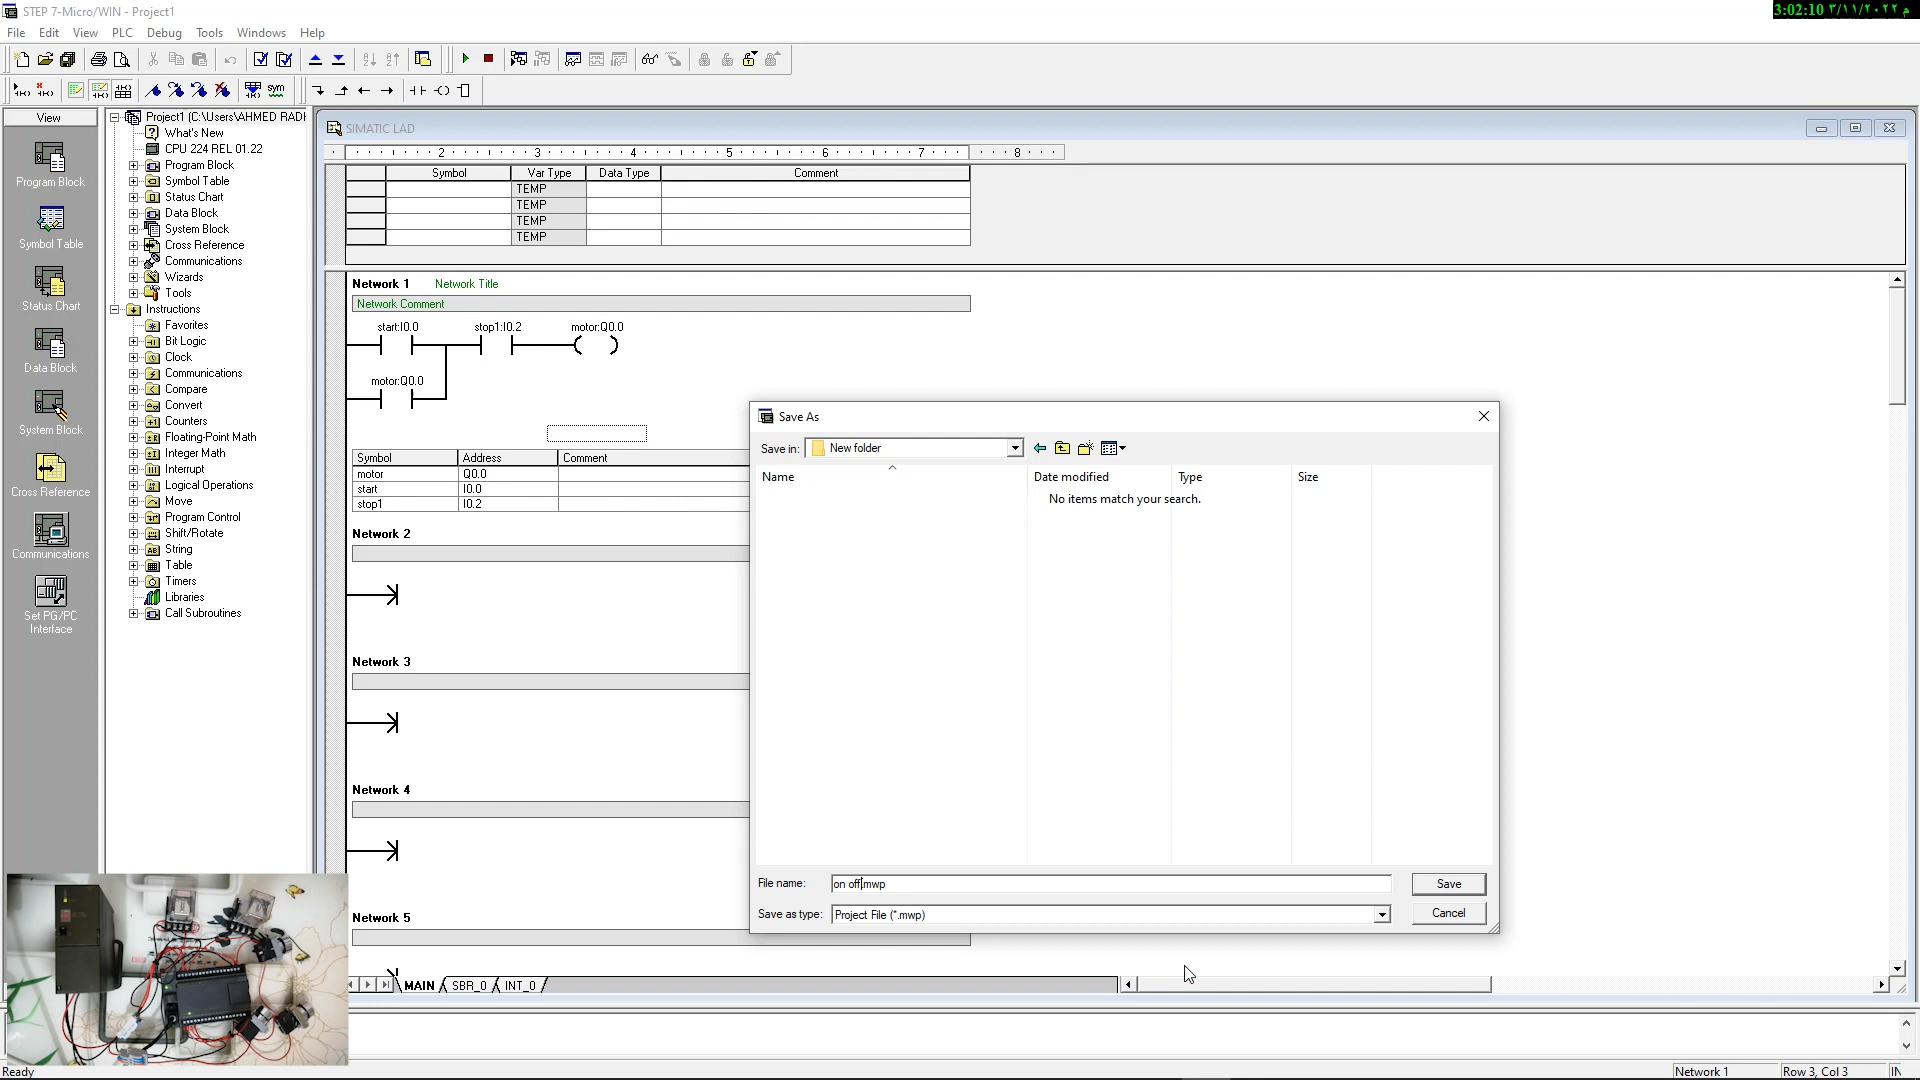 STEP 7-Micro/WIN - Project1
3:02:10 م ٢٠٢٢/١١/٣
File Edit View PLC Debug Tools Windows Help
sym
View
Program Block
Symbol Table
Status Chart
Data Block
System Block
Cross Reference
Communications
Set PG/PC
Interface
Project1 (C:\Users\AHMED RADI
What's New
CPU 224 REL 01.22
Program Block
Symbol Table
Status Chart
Data Block
System Block
Cross Reference
Communications
Wizards
Tools
Instructions
Favorites
Bit Logic
Clock
Communications
Compare
Convert
Counters
Floating-Point Math
Integer Math
Interrupt
Logical Operations
Move
Program Control
Shift/Rotate
String
Table
Timers
Libraries
Call Subroutines
SIMATIC LAD
2 3 4 5 6 7 8
Symbol Var Type Data Type Comment
TEMP
TEMP
TEMP
TEMP
Network 1 Network Title
Network Comment
start:I0.0 stop1:I0.2 motor:Q0.0
motor:Q0.0
Symbol Address Comment
motor Q0.0
start I0.0
stop1 I0.2
Network 2
Network 3
Network 4
Network 5
MAIN SBR_0 INT_0
Save As
Save in: New folder
Name Date modified Type Size
No items match your search.
File name: on off.mwp Save
Save as type: Project File (*.mwp) Cancel
Ready
Network 1 Row 3, Col 3 IN